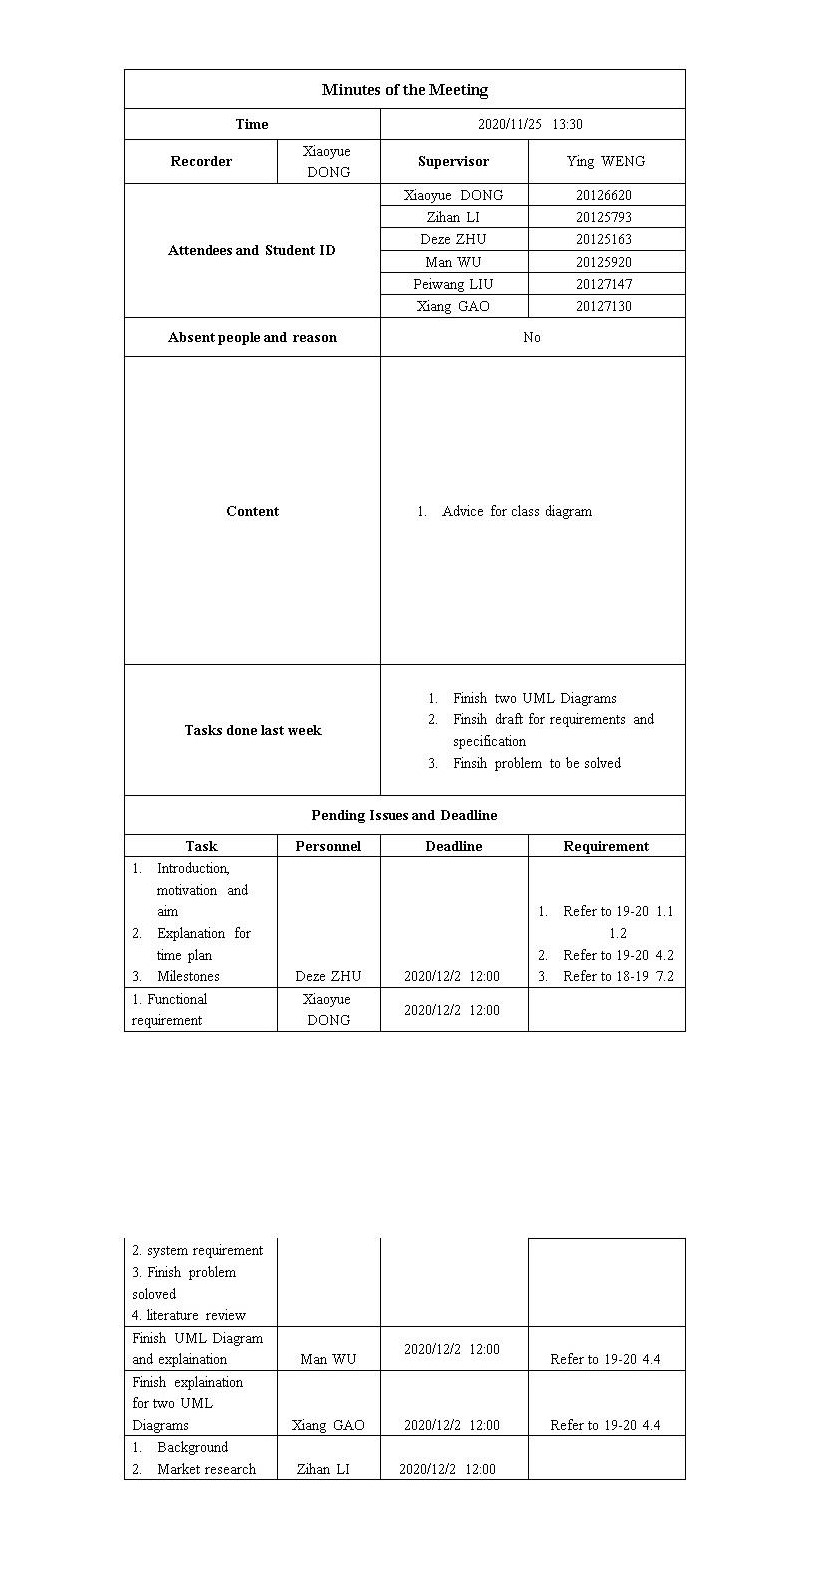 Minutes of the Meeting
Time 2020/11/25 13:30
Recorder Xiaoyue DONG Supervisor Ying WENG
Attendees and Student ID
Xiaoyue DONG 20126620
Zihan LI 20125793
Deze ZHU 20125163
Man WU 20125920
Peiwang LIU 20127147
Xiang GAO 20127130
Absent people and reason No
Content
1. Advice for class diagram
Tasks done last week
1. Finish two UML Diagrams
2. Finsih draft for requirements and
specification
3. Finsih problem to be solved
Pending Issues and Deadline
Task Personnel Deadline Requirement
1. Introduction,
motivation and
aim
2. Explanation for
time plan
3. Milestones
Deze ZHU
2020/12/2 12:00
1. Refer to 19-20 1.1
1.2
2. Refer to 19-20 4.2
3. Refer to 18-19 7.2
1. Functional
requirement
Xiaoyue
DONG
2020/12/2 12:00
2. system requirement
3. Finish problem
soloved
4. literature review
Finish UML Diagram
and explaination
Man WU
2020/12/2 12:00
Refer to 19-20 4.4
Finish explaination
for two UML
Diagrams
Xiang GAO
2020/12/2 12:00
Refer to 19-20 4.4
1. Background
2. Market research
Zihan LI
2020/12/2 12:00